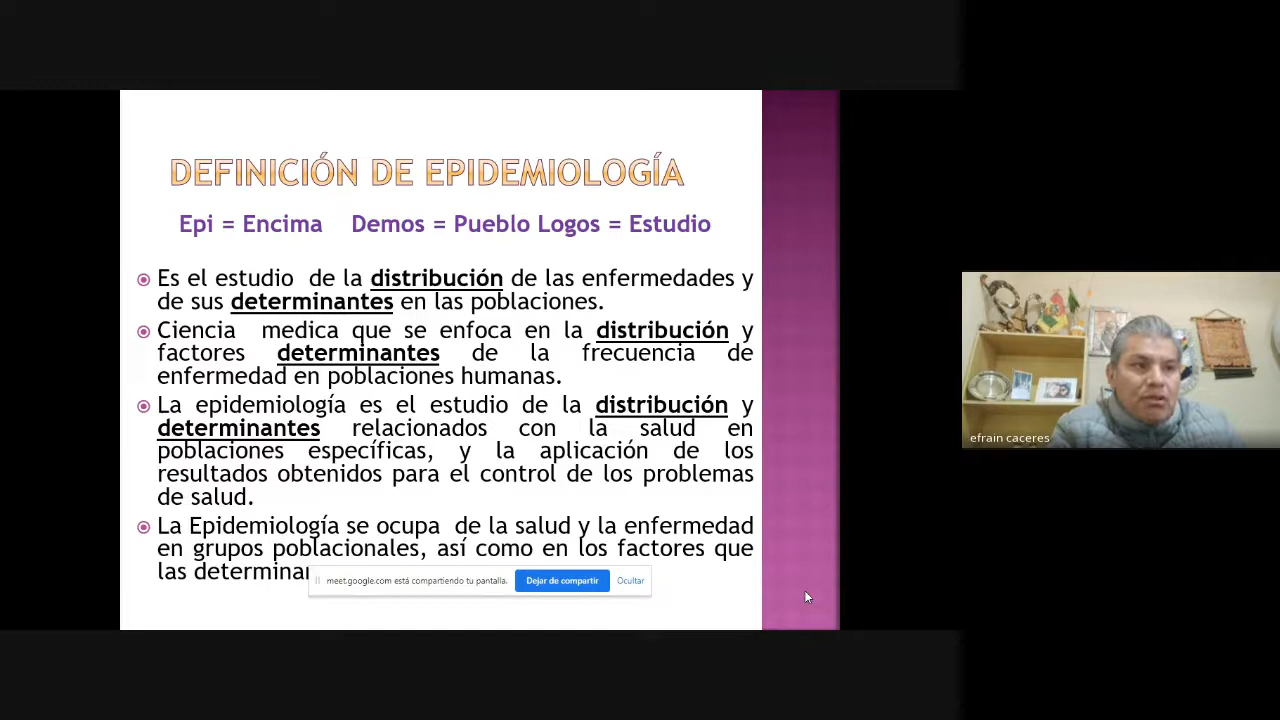 DEFINICIÓN DE EPIDEMIOLOGÍA
Epi = Encima Demos = Pueblo Logos = Estudio
Es el estudio de la distribución de las enfermedades y
de sus determinantes en las poblaciones.
Ciencia medica que se enfoca en la distribución y
factores determinantes de la frecuencia de
enfermedad en poblaciones humanas.
La epidemiología es el estudio de la distribución y
determinantes relacionados con la salud en
poblaciones específicas, y la aplicación de los
resultados obtenidos para el control de los problemas
de salud.
La Epidemiología se ocupa de la salud y la enfermedad
en grupos poblacionales, así como en los factores que
las
meet.google.com está compartiendo tu pantalla. Dejar de compartir Ocultar
efrain caceres